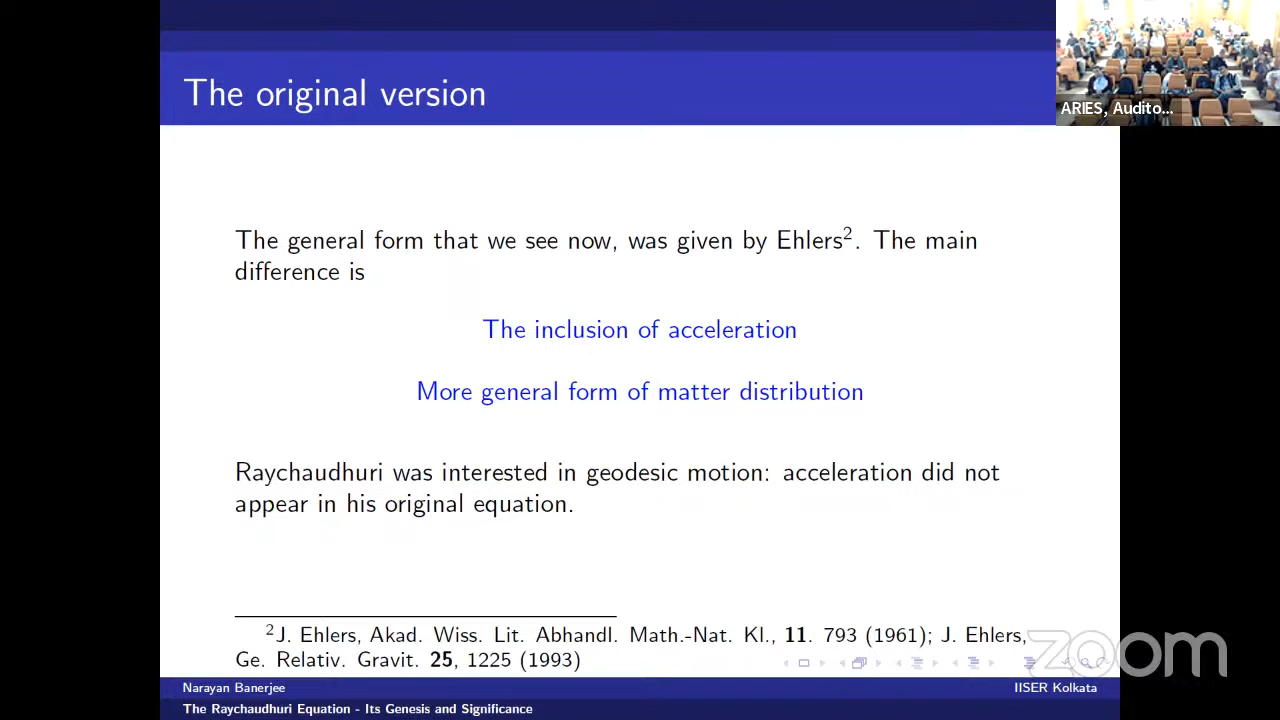 The original version
ARIES, Audito...
The general form that we see now, was given by Ehlers². The main
difference is
The inclusion of acceleration
More general form of matter distribution
Raychaudhuri was interested in geodesic motion: acceleration did not
appear in his original equation.
²J. Ehlers, Akad. Wiss. Lit. Abhandl. Math.-Nat. Kl., 11. 793 (1961); J. Ehlers,
Ge. Relativ. Gravit. 25, 1225 (1993)
zoom
Narayan Banerjee
IISER Kolkata
The Raychaudhuri Equation - Its Genesis and Significance